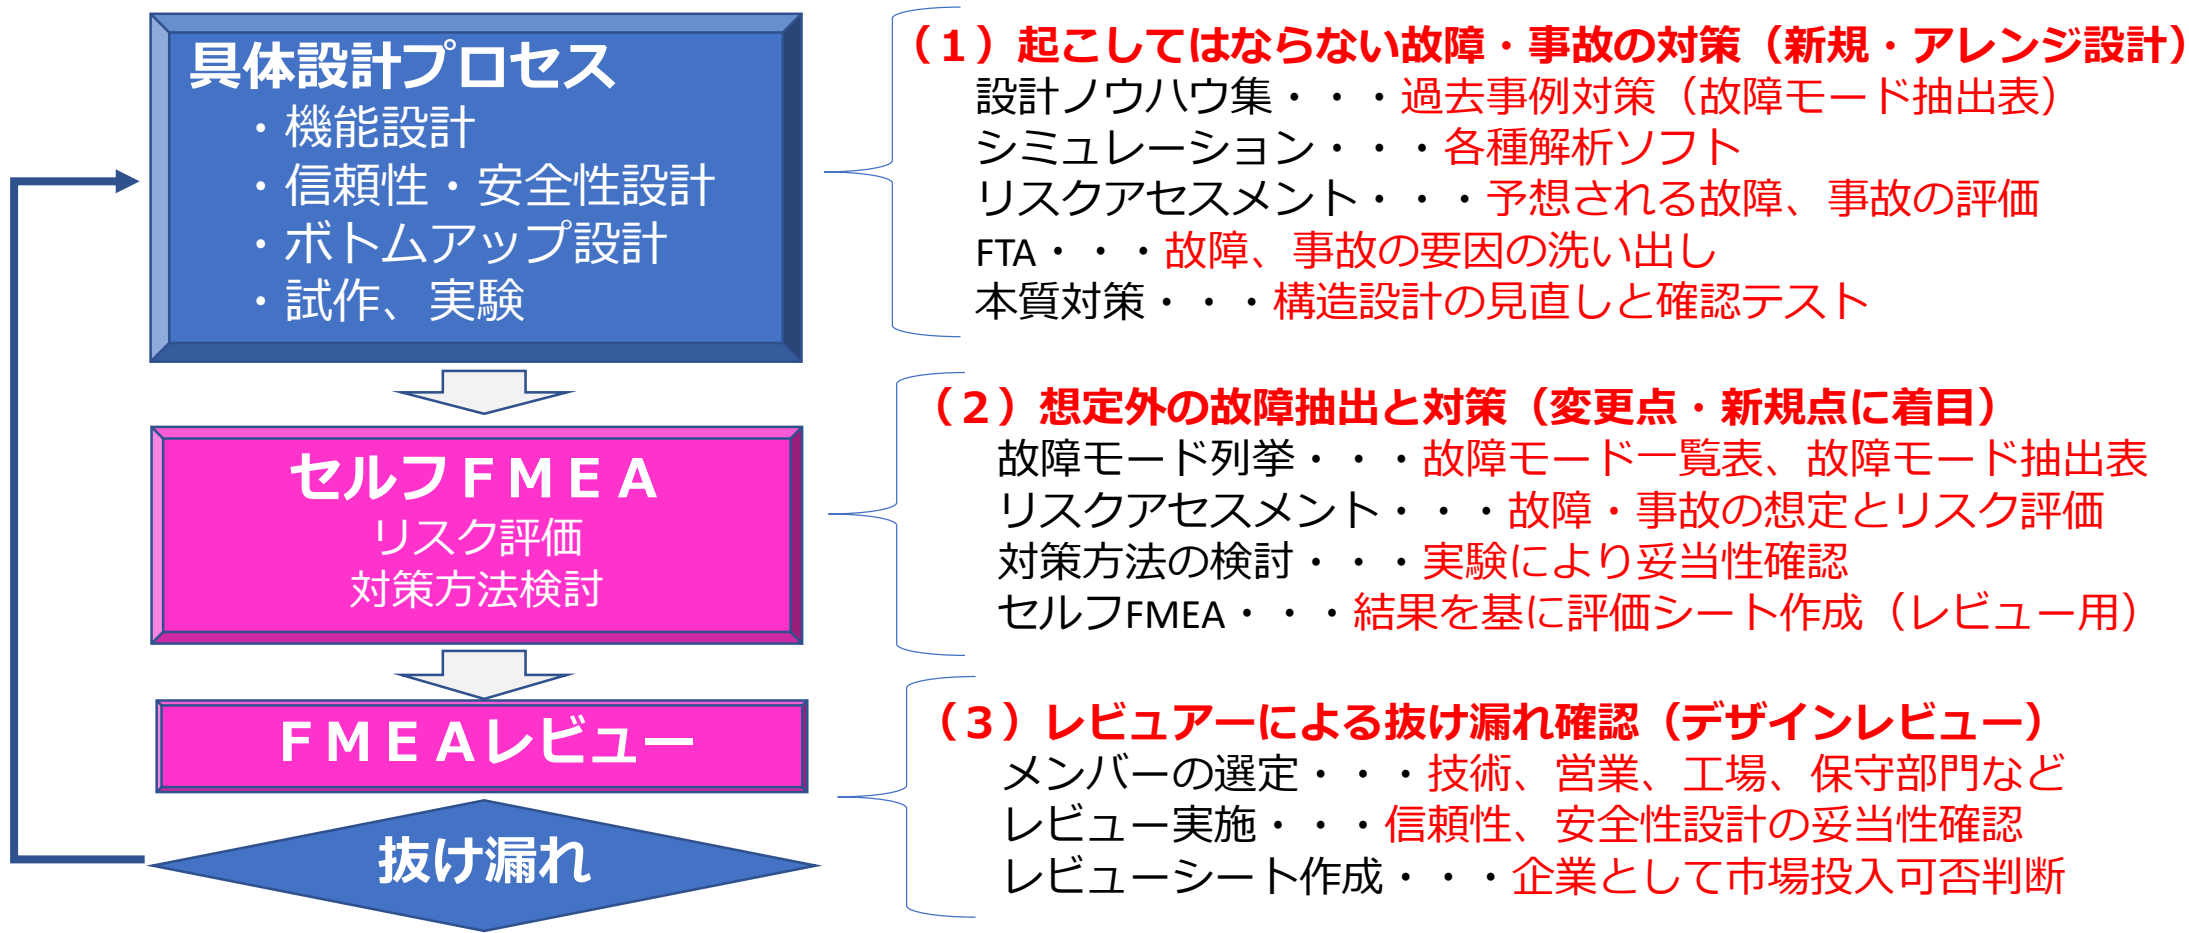 具体設計プロセス
・機能設計
・信頼性・安全性設計
・ボトムアップ設計
・試作、実験
（１）起こしてはならない故障・事故の対策（新規・アレンジ設計）
設計ノウハウ集・・・過去事例対策（故障モード抽出表）
シミュレーション・・・各種解析ソフト
リスクアセスメント・・・予想される故障、事故の評価
FTA・・・故障、事故の要因の洗い出し
本質対策・・・構造設計の見直しと確認テスト
セルフＦＭＥＡ
リスク評価
対策方法検討
（２）想定外の故障抽出と対策（変更点・新規点に着目）
故障モード列挙・・・故障モード一覧表、故障モード抽出表
リスクアセスメント・・・故障・事故の想定とリスク評価
対策方法の検討・・・実験により妥当性確認
セルフFMEA・・・結果を基に評価シート作成（レビュー用）
ＦＭＥＡレビュー
抜け漏れ
（３）レビュアーによる抜け漏れ確認（デザインレビュー）
メンバーの選定・・・技術、営業、工場、保守部門など
レビュー実施・・・信頼性、安全性設計の妥当性確認
レビューシート作成・・・企業として市場投入可否判断